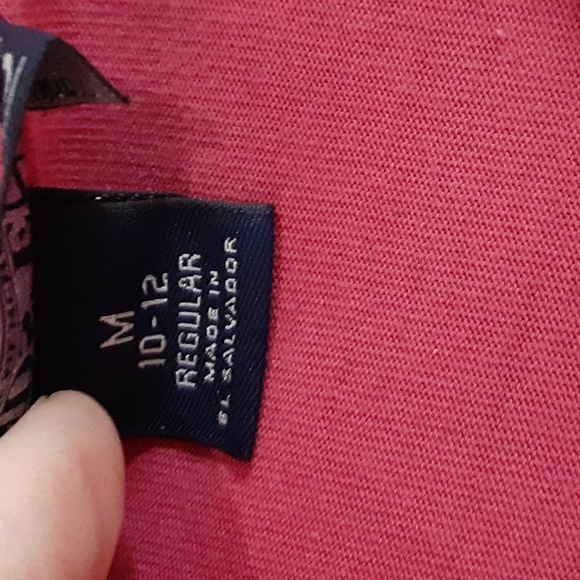 M
10-12
REGULAR
MADE IN
EL SALVADOR